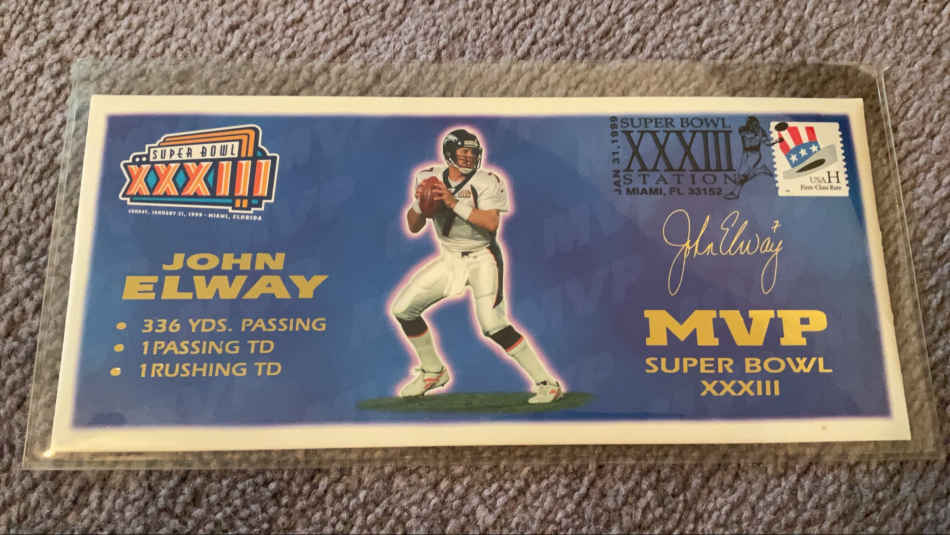 SUPER BOWL
XXXIII
SUNDAY, JANUARY 31, 1999 - MIAMI, FLORIDA
JOHN
ELWAY
• 336 YDS. PASSING
• 1 PASSING TD
• 1 RUSHING TD
JAN 31, 1999
SUPER BOWL
XXXIII
STATION
MIAMI, FL 33152
USA H
First-Class Rate
John Elway 7
MVP
SUPER BOWL
XXXIII
MVP